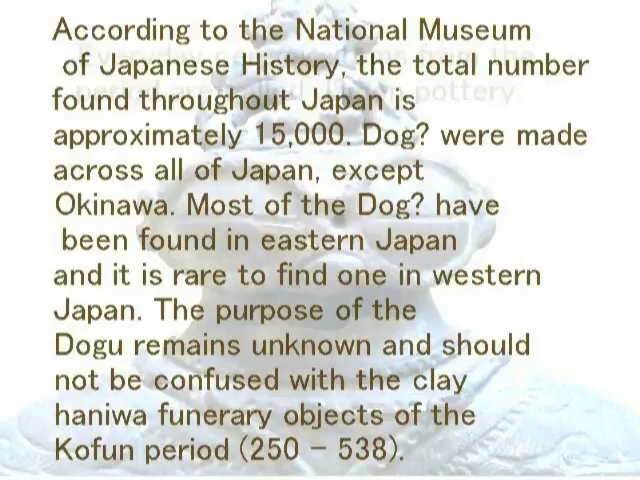 According to the National Museum
of Japanese History, the total number
found throughout Japan is
approximately 15,000. Dog? were made
across all of Japan, except
Okinawa. Most of the Dog? have
been found in eastern Japan
and it is rare to find one in western
Japan. The purpose of the
Dogu remains unknown and should
not be confused with the clay
haniwa funerary objects of the
Kofun period (250 - 538).